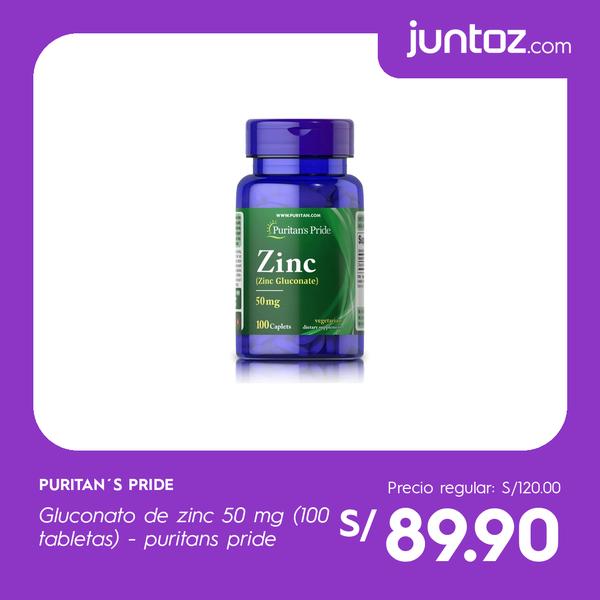 juntoz.com
WWW.PURITAN.COM
Puritan's Pride
Zinc
(Zinc Gluconate)
50 mg
100 Caplets
vegetarian
dietary supplement
PURITAN´S PRIDE
Precio regular: S/120.00
Gluconato de zinc 50 mg (100
tabletas) - puritans pride
S/ 89.90